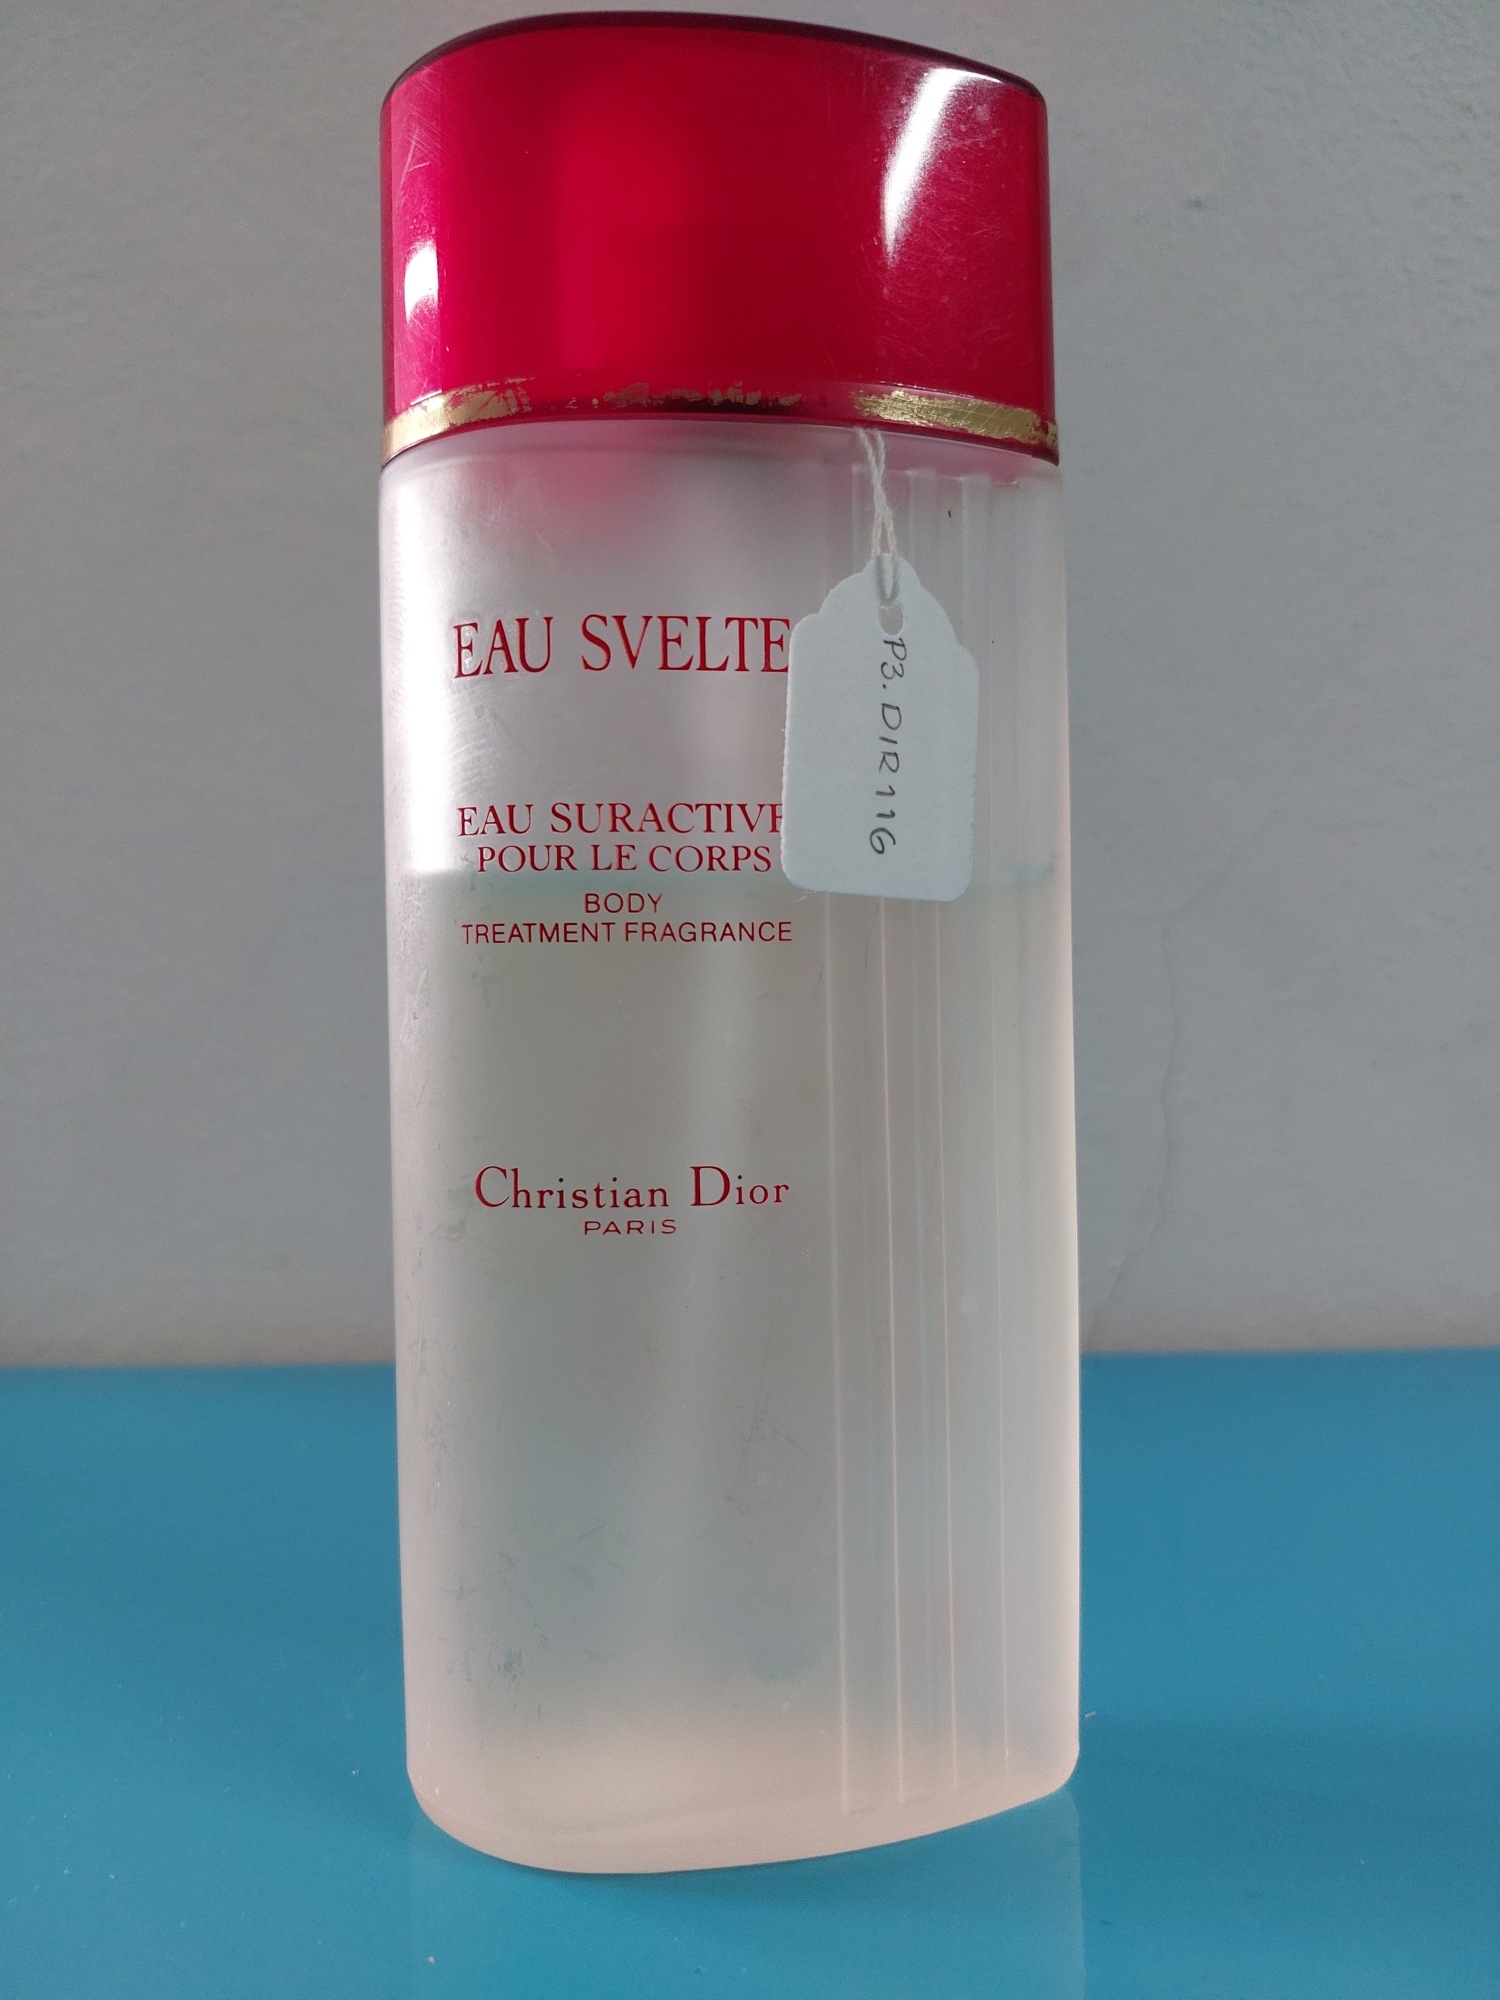 EAU SVELTE
EAU SURACTIVE
POUR LE CORPS
BODY
TREATMENT FRAGRANCE
Christian Dior
PARIS
P3.DIR116